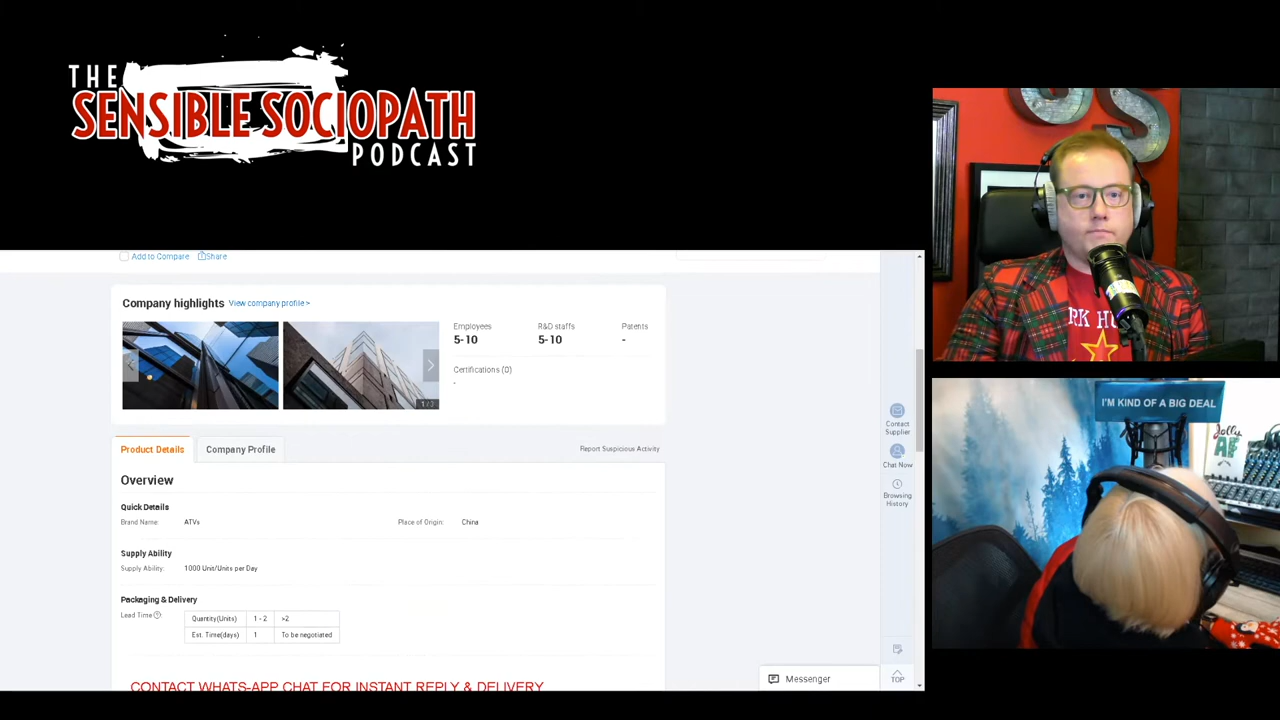 THE
SENSIBLE SOCIOPATH
PODCAST
Add to Compare Share
Company highlights View company profile >
Employees R&D staffs Patents
5-10 5-10 -
Certifications (0)
-
1 / 3
Product Details Company Profile Report Suspicious Activity
Overview
Quick Details
Brand Name: ATVs Place of Origin: China
Supply Ability
Supply Ability: 1000 Unit/Units per Day
Packaging & Delivery
Lead Time
Quantity(Units) 1 - 2 >2
Est. Time(days) 1 To be negotiated
CONTACT WHATS-APP CHAT FOR INSTANT REPLY & DELIVERY
Contact
Supplier
Chat Now
Browsing
History
Messenger
TOP
S
RK HO
I'M KIND OF A BIG DEAL
Jolly
AF